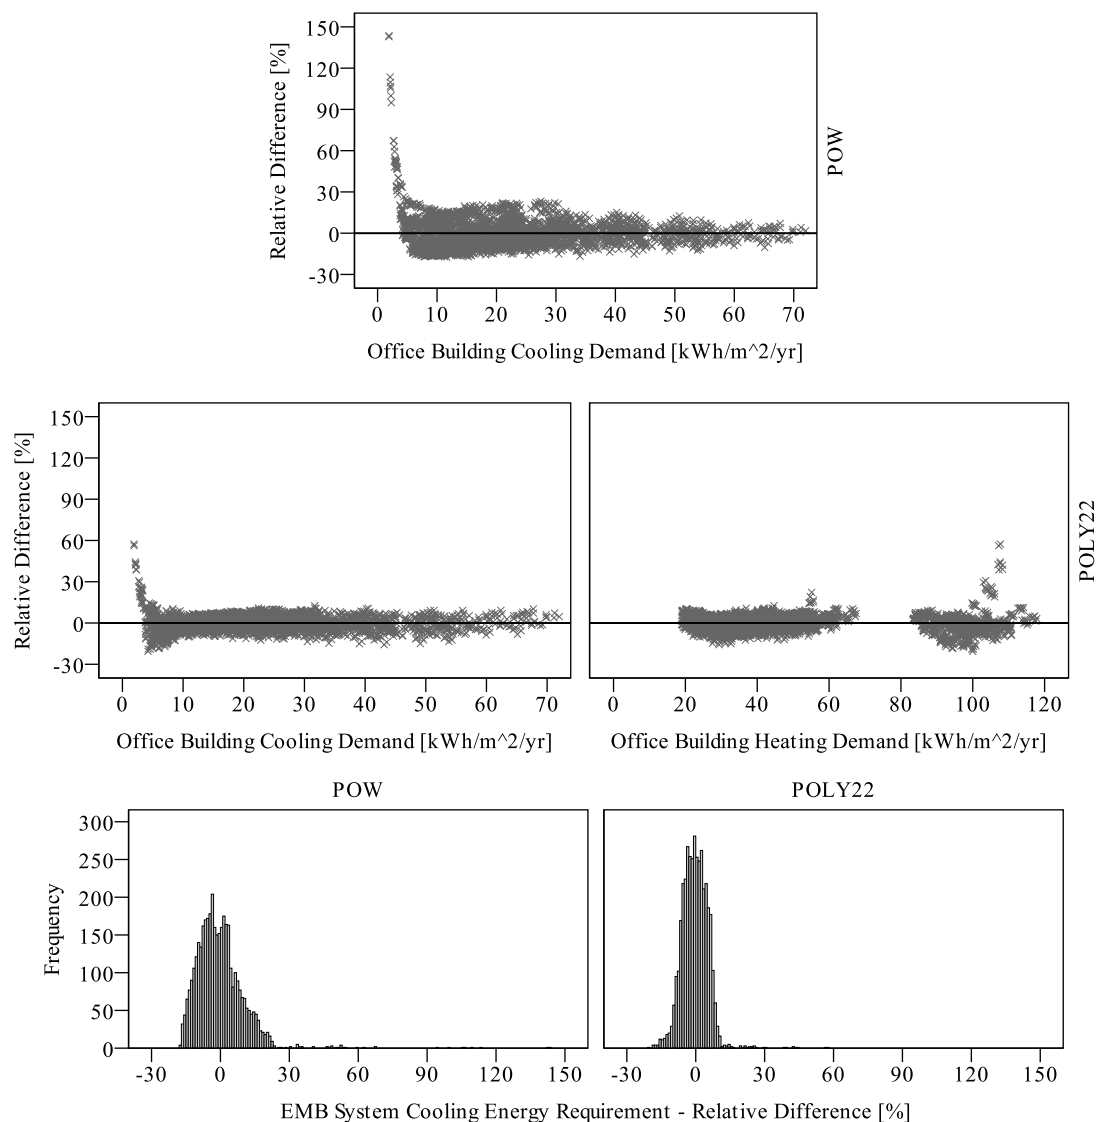 150
120
90
60
30
0
-30
Relative Difference [%]
POW
0 10 20 30 40 50 60 70
Office Building Cooling Demand [kWh/m^2/yr]
150
120
90
60
30
0
-30
Relative Difference [%]
POLY22
0 10 20 30 40 50 60 70
0 20 40 60 80 100 120
Office Building Cooling Demand [kWh/m^2/yr]
Office Building Heating Demand [kWh/m^2/yr]
POW
POLY22
300
250
200
150
100
50
0
Frequency
-30 0 30 60 90 120 150
-30 0 30 60 90 120 150
EMB System Cooling Energy Requirement - Relative Difference [%]